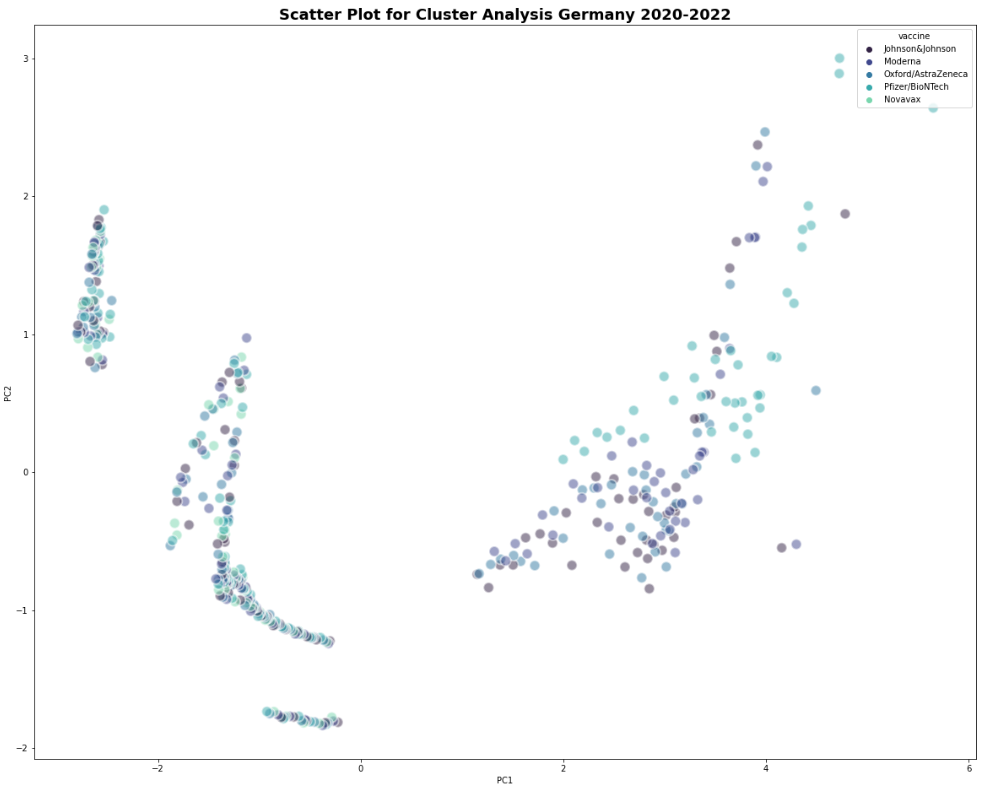 Scatter Plot for Cluster Analysis Germany 2020-2022
vaccine
Johnson&Johnson
Moderna
Oxford/AstraZeneca
Pfizer/BioNTech
Novavax
3
2
1
0
−1
−2
PC2
−2
0
2
4
6
PC1